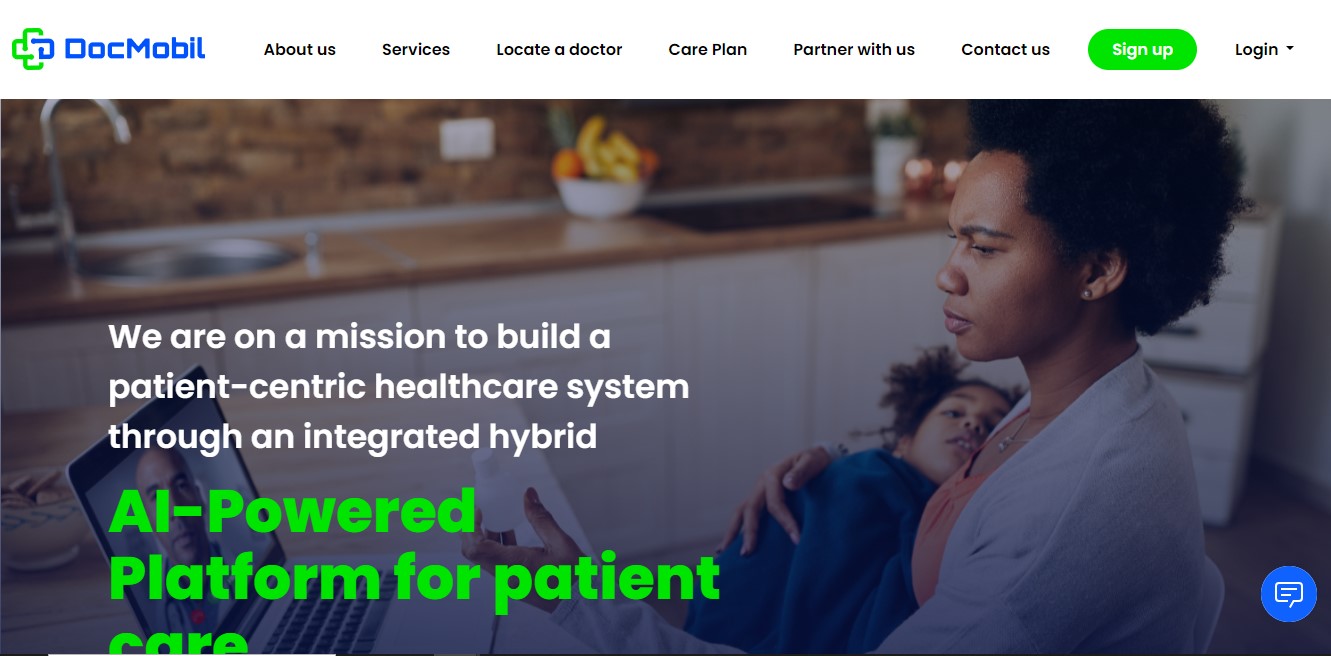 DocMobil
About us
Services
Locate a doctor
Care Plan
Partner with us
Contact us
Sign up
Login
We are on a mission to build a
patient-centric healthcare system
through an integrated hybrid
AI-Powered
Platform for patient
care